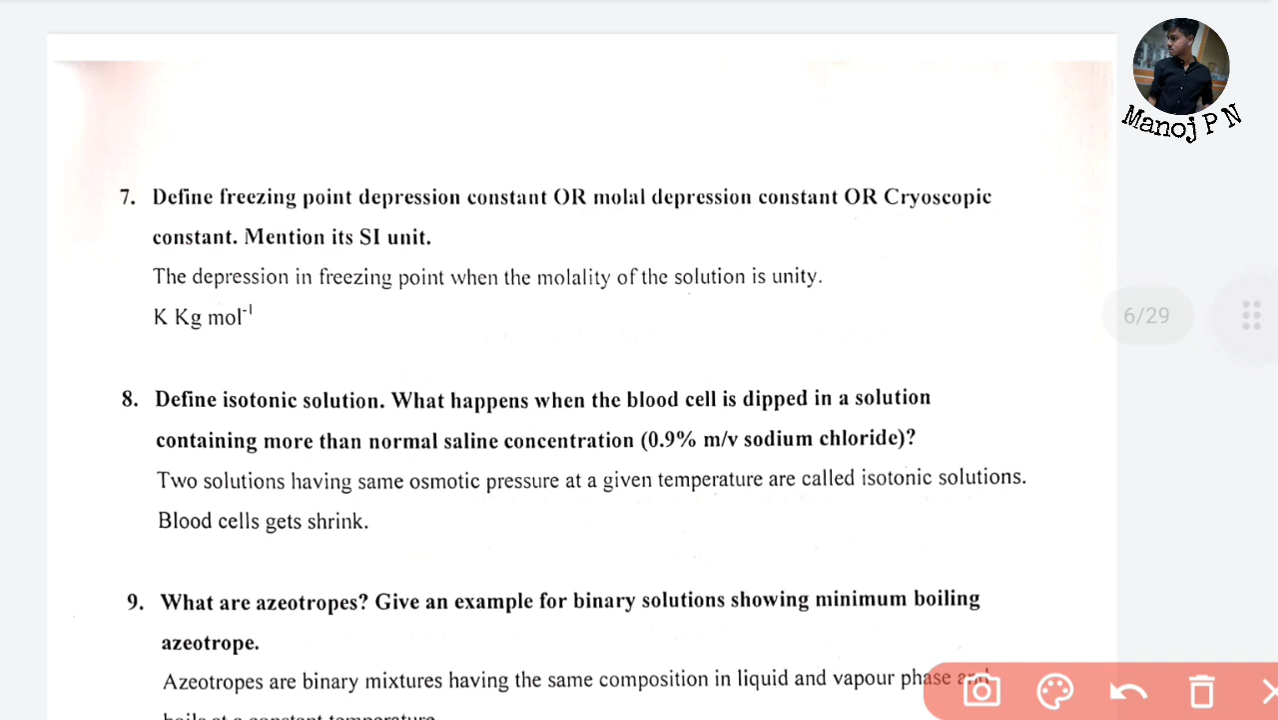 Manoj P N
7. Define freezing point depression constant OR molal depression constant OR Cryoscopic
constant. Mention its SI unit.
The depression in freezing point when the molality of the solution is unity.
K Kg mol⁻¹
6/29
8. Define isotonic solution. What happens when the blood cell is dipped in a solution
containing more than normal saline concentration (0.9% m/v sodium chloride)?
Two solutions having same osmotic pressure at a given temperature are called isotonic solutions.
Blood cells gets shrink.
9. What are azeotropes? Give an example for binary solutions showing minimum boiling
azeotrope.
Azeotropes are binary mixtures having the same composition in liquid and vapour phase and
boils at a constant temperature